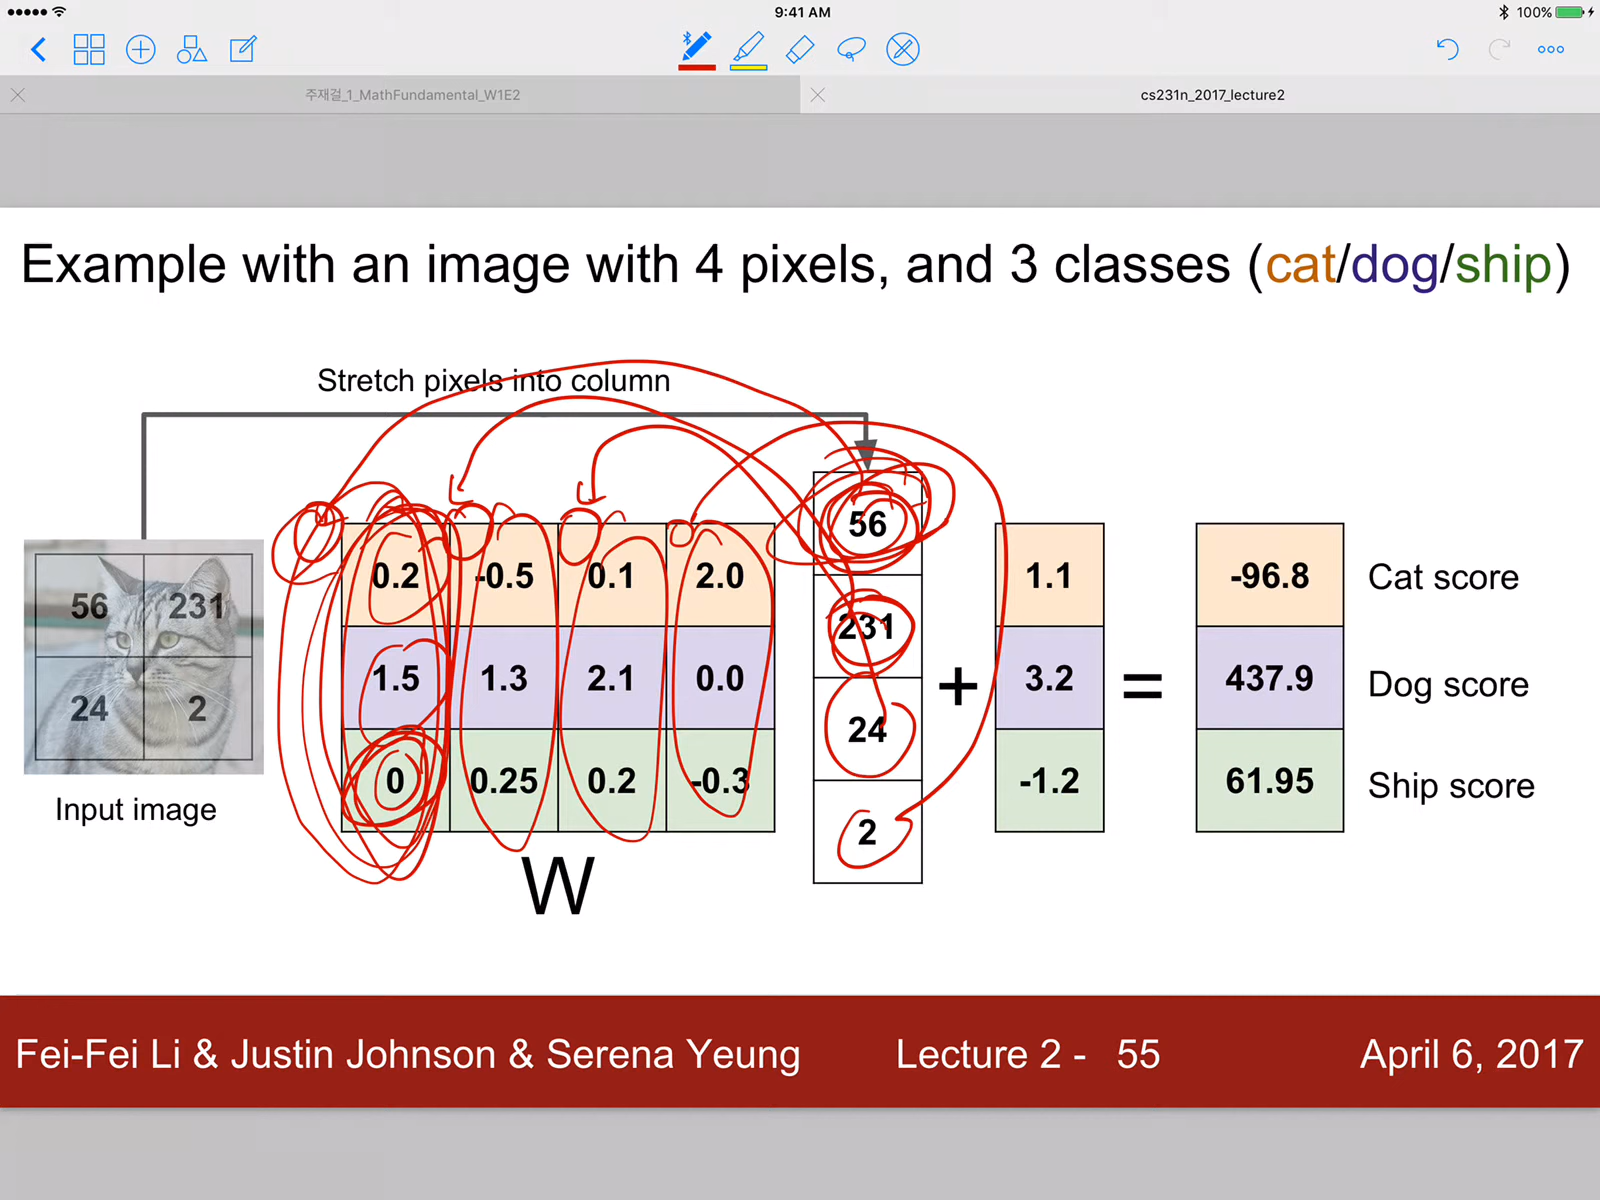 9:41 AM
100%
주재걸_1_MathFundamental_W1E2
cs231n_2017_lecture2
Example with an image with 4 pixels, and 3 classes (cat/dog/ship)
Stretch pixels into column
56 231
24 2
Input image
0.2 -0.5 0.1 2.0
1.5 1.3 2.1 0.0
0 0.25 0.2 -0.3
W
56
231
24
2
+
1.1
3.2
-1.2
=
-96.8 Cat score
437.9 Dog score
61.95 Ship score
Fei-Fei Li & Justin Johnson & Serena Yeung Lecture 2 - 55 April 6, 2017